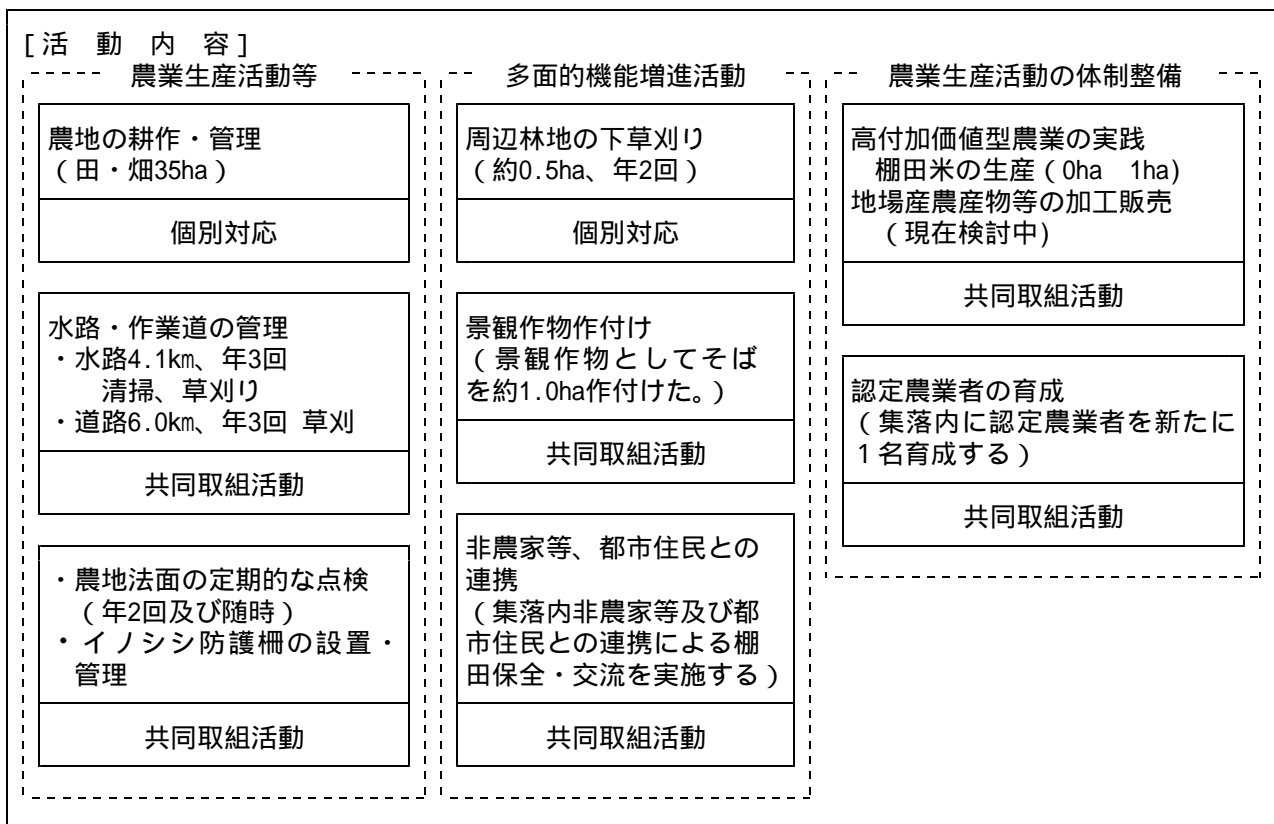 [活 動 内 容]
農業生産活動等
農地の耕作・管理
（田・畑35ha）
個別対応
水路・作業道の管理
・水路4.1km、年3回
清掃、草刈り
・道路6.0km、年3回 草刈
共同取組活動
・農地法面の定期的な点検
（年2回及び随時）
・イノシシ防護柵の設置・
管理
共同取組活動
多面的機能増進活動
周辺林地の下草刈り
（約0.5ha、年2回）
個別対応
景観作物作付け
（景観作物としてそば
を約1.0ha作付けた。）
共同取組活動
非農家等、都市住民との
連携
（集落内非農家等及び都
市住民との連携による棚
田保全・交流を実施する）
共同取組活動
農業生産活動の体制整備
高付加価値型農業の実践
棚田米の生産（0ha 1ha)
地場産農産物等の加工販売
（現在検討中)
共同取組活動
認定農業者の育成
（集落内に認定農業者を新たに
１名育成する）
共同取組活動